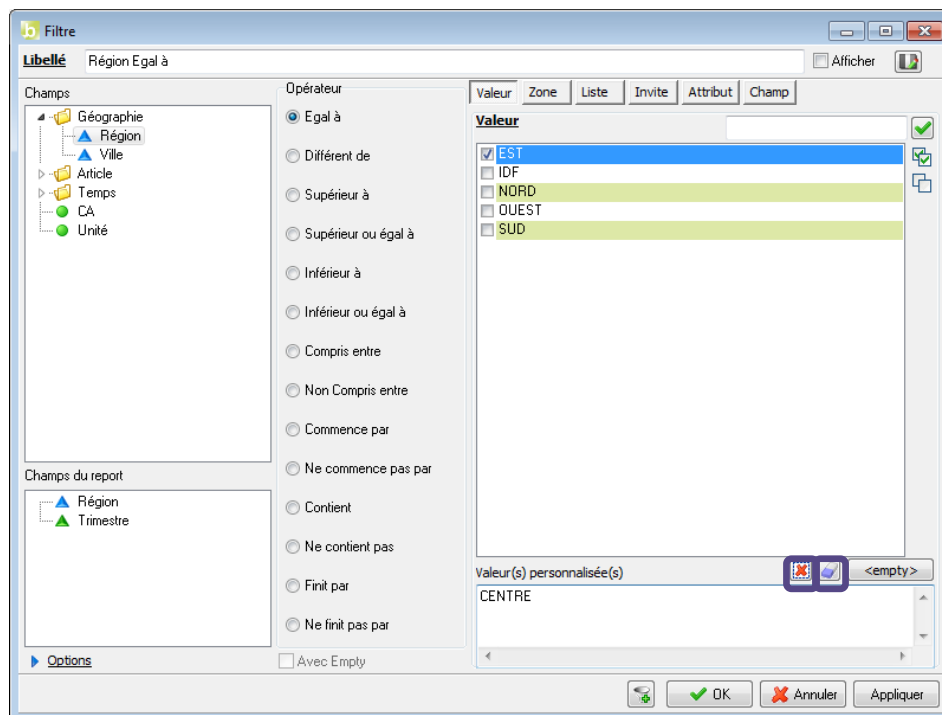 Filtre
Libellé Région Egal à Afficher
Champs
Géographie
Région
Ville
Article
Temps
CA
Unité
Champs du report
Région
Trimestre
Options
Opérateur
Egal à
Différent de
Supérieur à
Supérieur ou égal à
Inférieur à
Inférieur ou égal à
Compris entre
Non Compris entre
Commence par
Ne commence pas par
Contient
Ne contient pas
Finit par
Ne finit pas par
Avec Empty
Valeur Zone Liste Invite Attribut Champ
Valeur
EST
IDF
NORD
OUEST
SUD
Valeur(s) personnalisée(s) <empty>
CENTRE
OK Annuler Appliquer